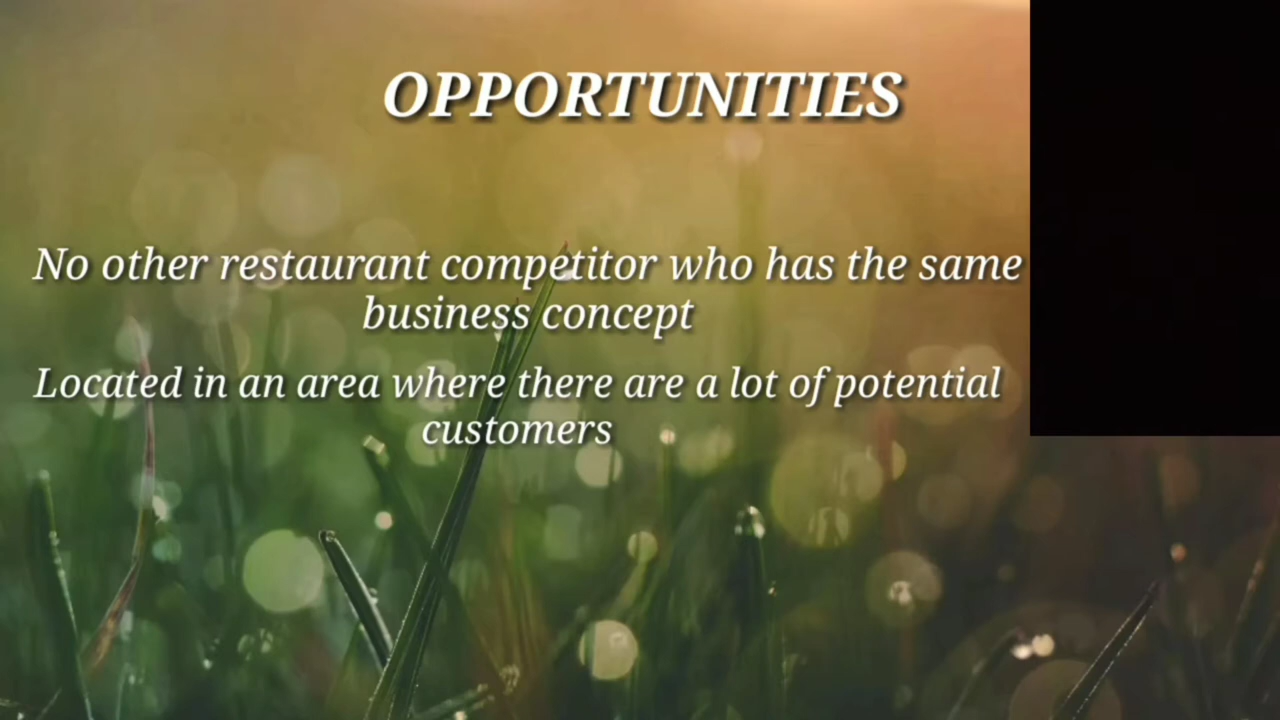 OPPORTUNITIES
No other restaurant competitor who has the same
business concept
Located in an area where there are a lot of potential
customers